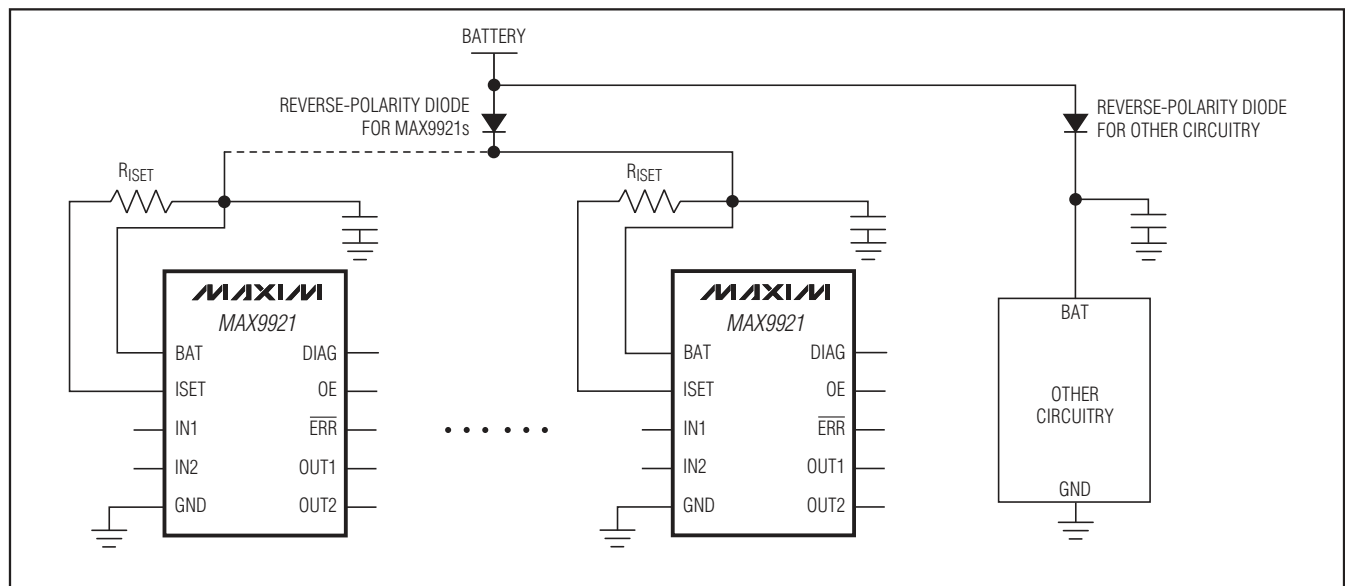 BATTERY
REVERSE-POLARITY DIODE
FOR MAX9921s
REVERSE-POLARITY DIODE
FOR OTHER CIRCUITRY
RISET
RISET
MAXIM
MAX9921
BAT
ISET
IN1
IN2
GND
DIAG
OE
ERR
OUT1
OUT2
MAXIM
MAX9921
BAT
ISET
IN1
IN2
GND
DIAG
OE
ERR
OUT1
OUT2
BAT
OTHER
CIRCUITRY
GND